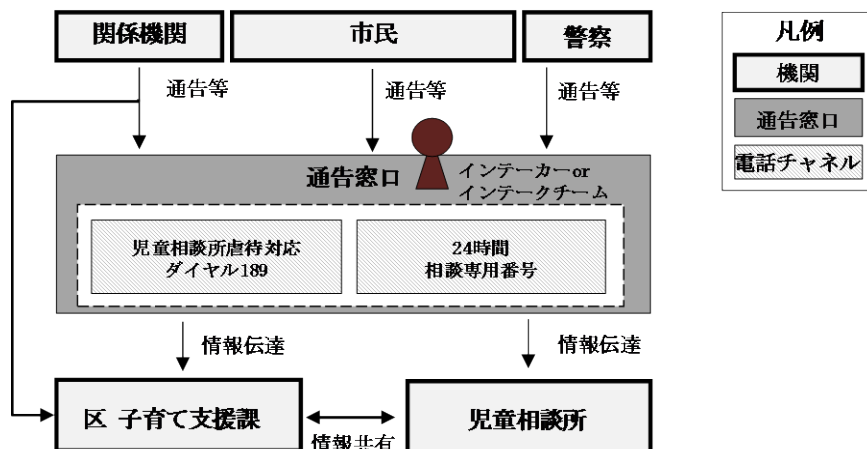 関係機関
市民
警察
通告等
通告等
通告等
通告窓口
インテーカーor
インテークチーム
児童相談所虐待対応
ダイヤル189
24時間
相談専用番号
情報伝達
情報伝達
区 子育て支援課
児童相談所
情報共有
凡例
機関
通告窓口
電話チャネル